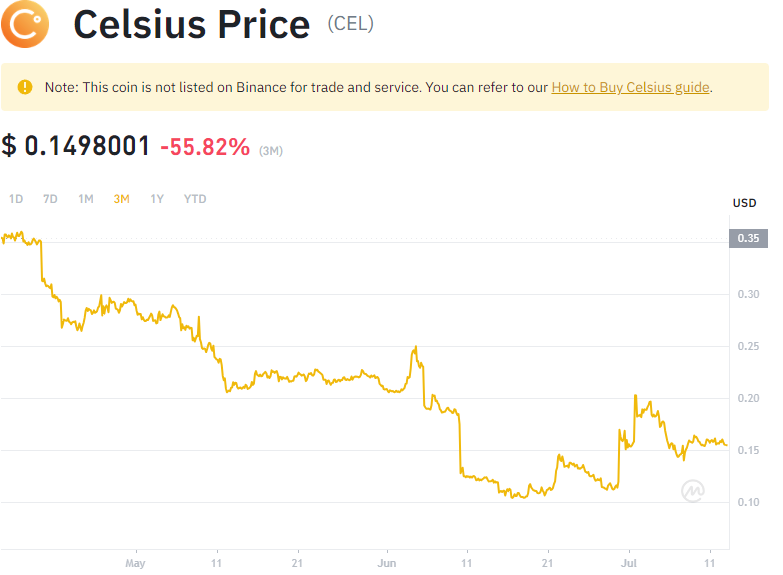 Celsius Price (CEL)
Note: This coin is not listed on Binance for trade and service. You can refer to our How to Buy Celsius guide.
$ 0.1498001 -55.82% (3M)
1D 7D 1M 3M 1Y YTD
USD
0.35
0.30
0.25
0.20
0.15
0.10
May 11 21 Jun 11 21 Jul 11